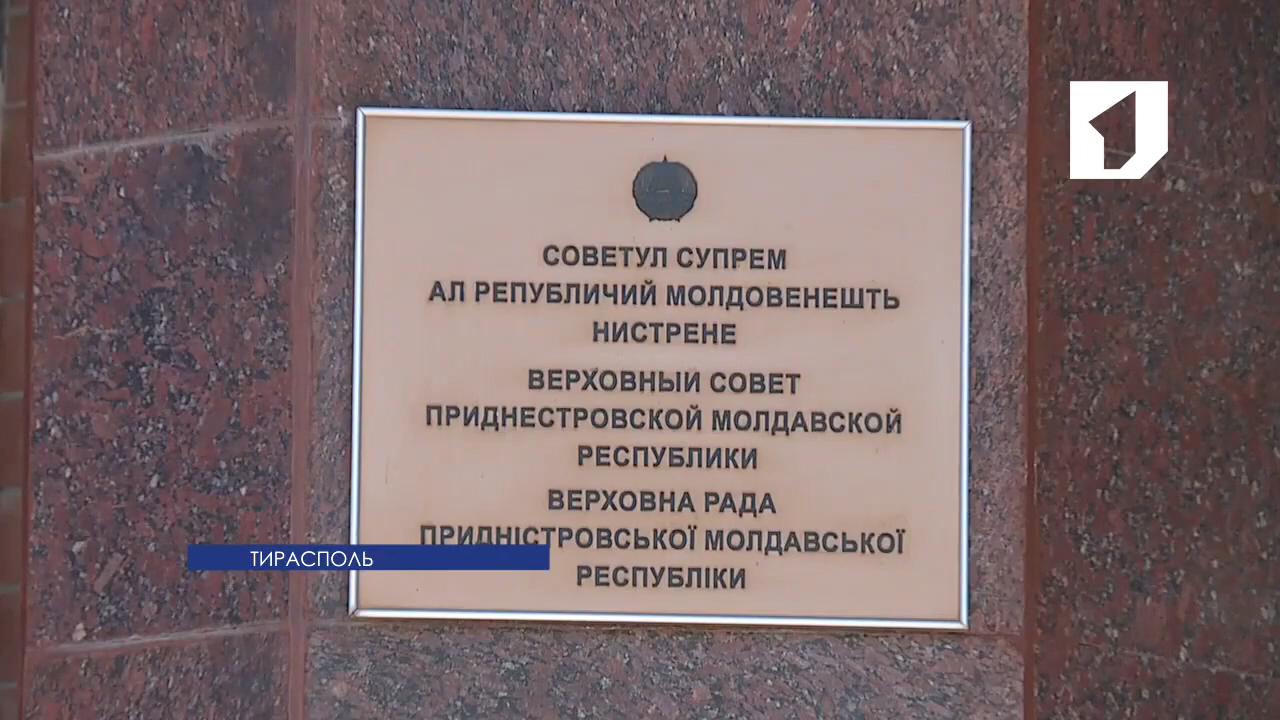 СОВЕТУЛ СУПРЕМ
АЛ РЕПУБЛИЧИЙ МОЛДОВЕНЕШТЬ
НИСТРЕНЕ
ВЕРХОВНЫЙ СОВЕТ
ПРИДНЕСТРОВСКОЙ МОЛДАВСКОЙ
РЕСПУБЛИКИ
ВЕРХОВНА РАДА
ПРИДНІСТРОВСЬКОЇ МОЛДАВСЬКОЇ
РЕСПУБЛІКИ
ТИРАСПОЛЬ